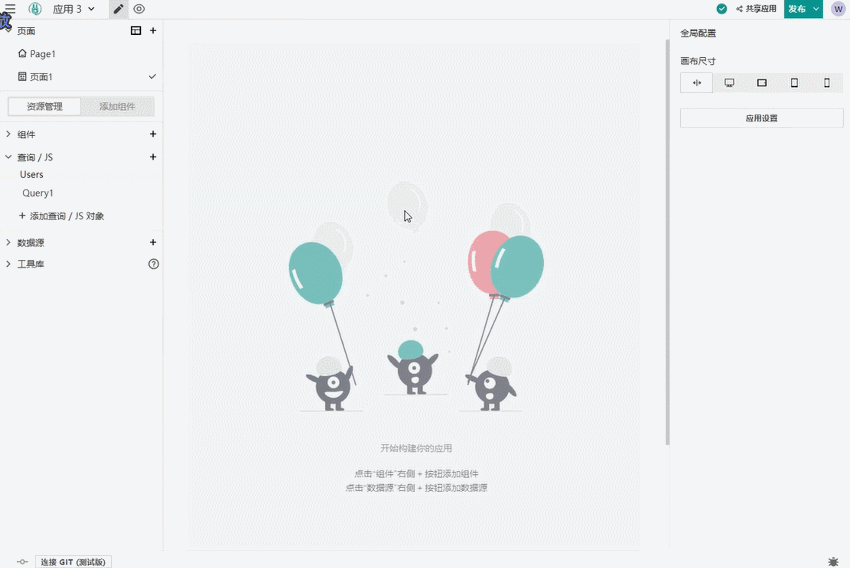 应用 3
共享应用
发布
W
放
页面
Page1
页面1
资源管理
添加组件
组件
查询 / JS
Users
Query1
+ 添加查询 / JS 对象
数据源
工具库
开始构建你的应用
点击“组件”右侧 + 按钮添加组件
点击“数据源”右侧 + 按钮添加数据源
全局配置
画布尺寸
应用设置
连接 GIT (测试版)